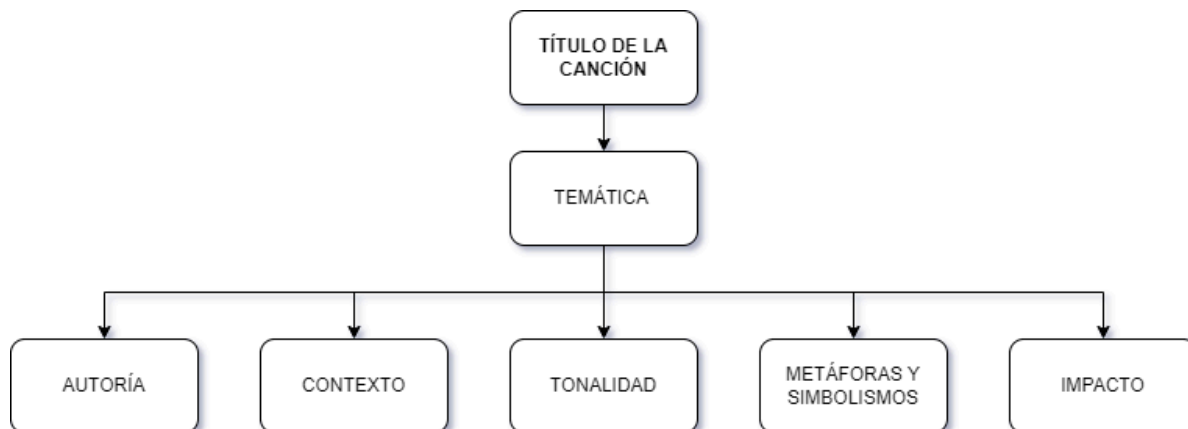 TÍTULO DE LA
CANCIÓN
TEMÁTICA
AUTORÍA
CONTEXTO
TONALIDAD
METÁFORAS Y
SIMBOLISMOS
IMPACTO